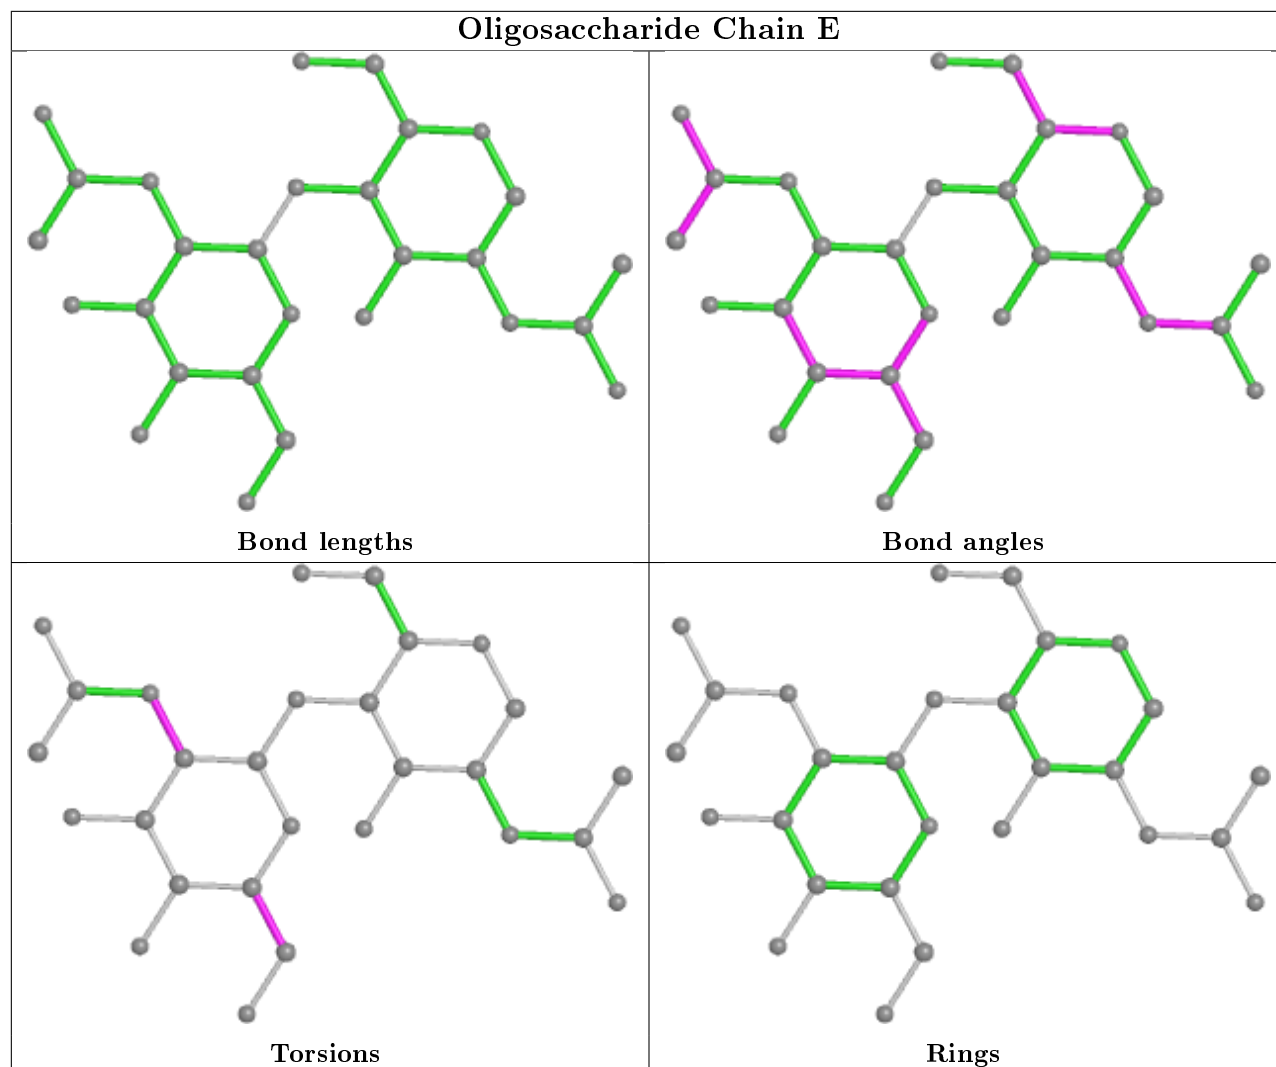 Oligosaccharide Chain E
Bond lengths
Bond angles
Torsions
Rings